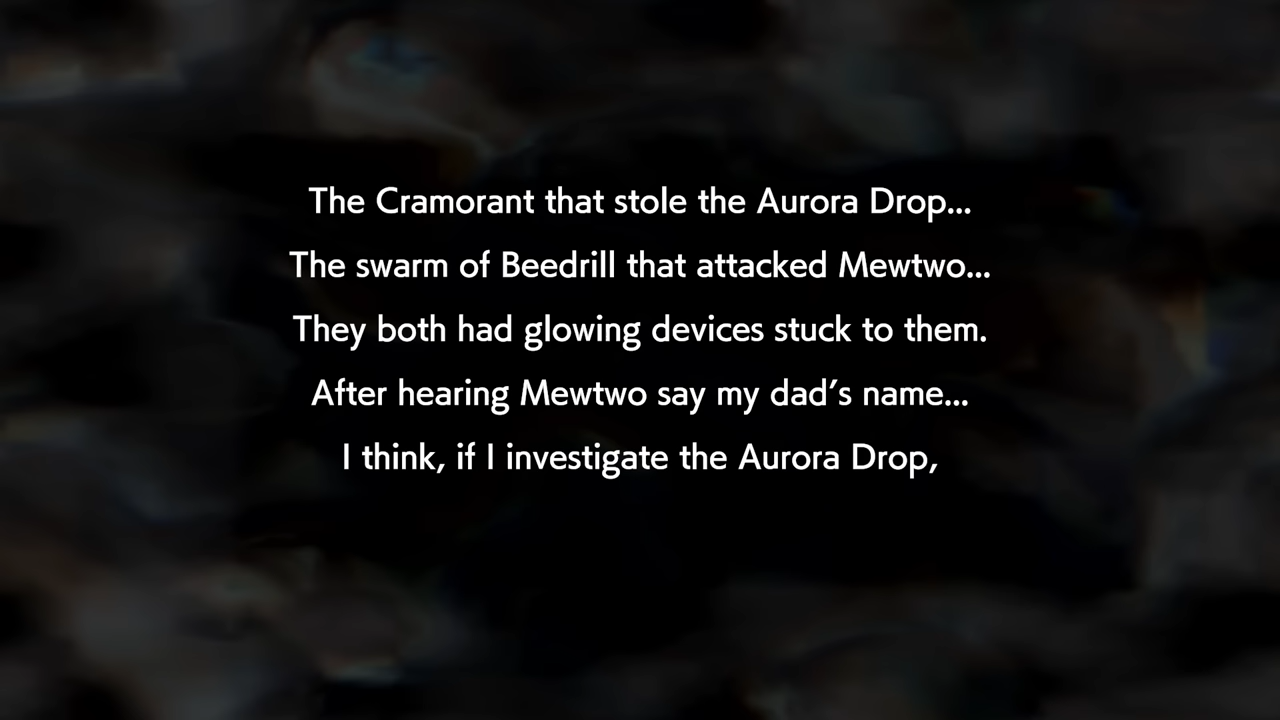 The Cramorant that stole the Aurora Drop...
The swarm of Beedrill that attacked Mewtwo...
They both had glowing devices stuck to them.
After hearing Mewtwo say my dad’s name...
I think, if I investigate the Aurora Drop,